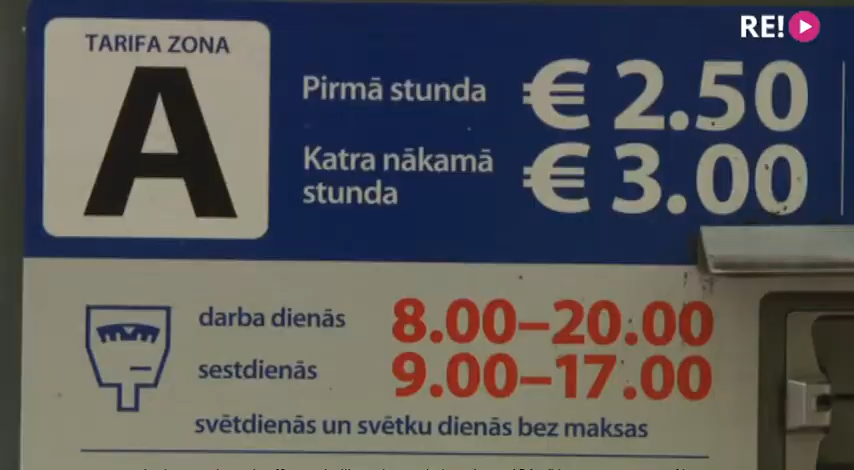 RE!
TARIFA ZONA
A
Pirmā stunda € 2.50
Katra nākamā
stunda € 3.00
darba dienās 8.00–20.00
sestdienās 9.00–17.00
svētdienās un svētku dienās bez maksas